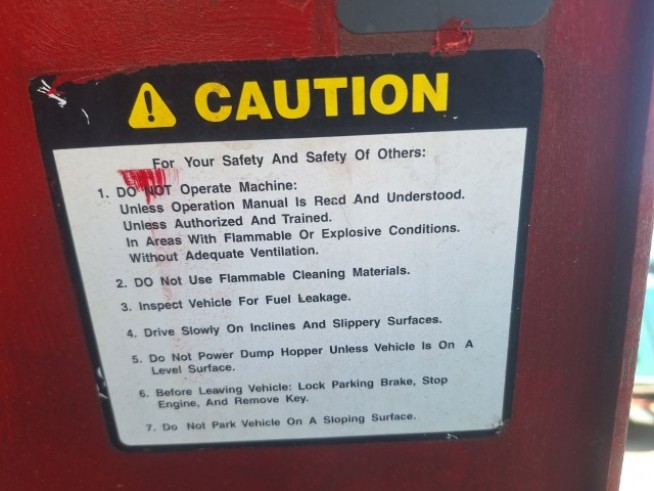 CAUTION
For Your Safety And Safety Of Others:
1. DO NOT Operate Machine:
Unless Operation Manual Is Read And Understood.
Unless Authorized And Trained.
In Areas With Flammable Or Explosive Conditions.
Without Adequate Ventilation.
2. DO Not Use Flammable Cleaning Materials.
3. Inspect Vehicle For Fuel Leakage.
4. Drive Slowly On Inclines And Slippery Surfaces.
5. Do Not Power Dump Hopper Unless Vehicle Is On A
Level Surface.
6. Before Leaving Vehicle: Lock Parking Brake, Stop
Engine, And Remove Key.
7. Do Not Park Vehicle On A Sloping Surface.